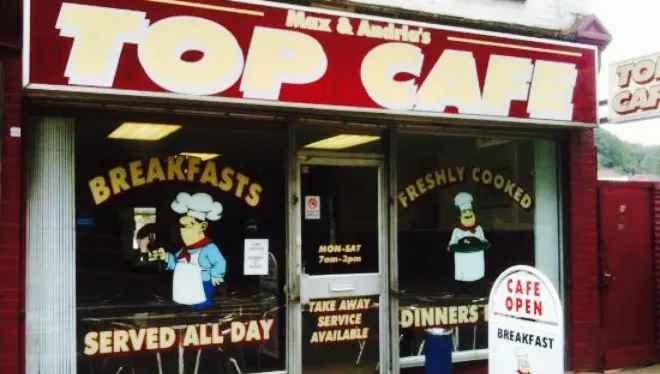 Max & Andria's
TOP CAFE
TOP
CAFE
BREAKFASTS
SERVED ALL DAY
MON-SAT
7am-3pm
TAKE AWAY
SERVICE
AVAILABLE
FRESHLY COOKED
DINNERS
CAFE
OPEN
BREAKFAST